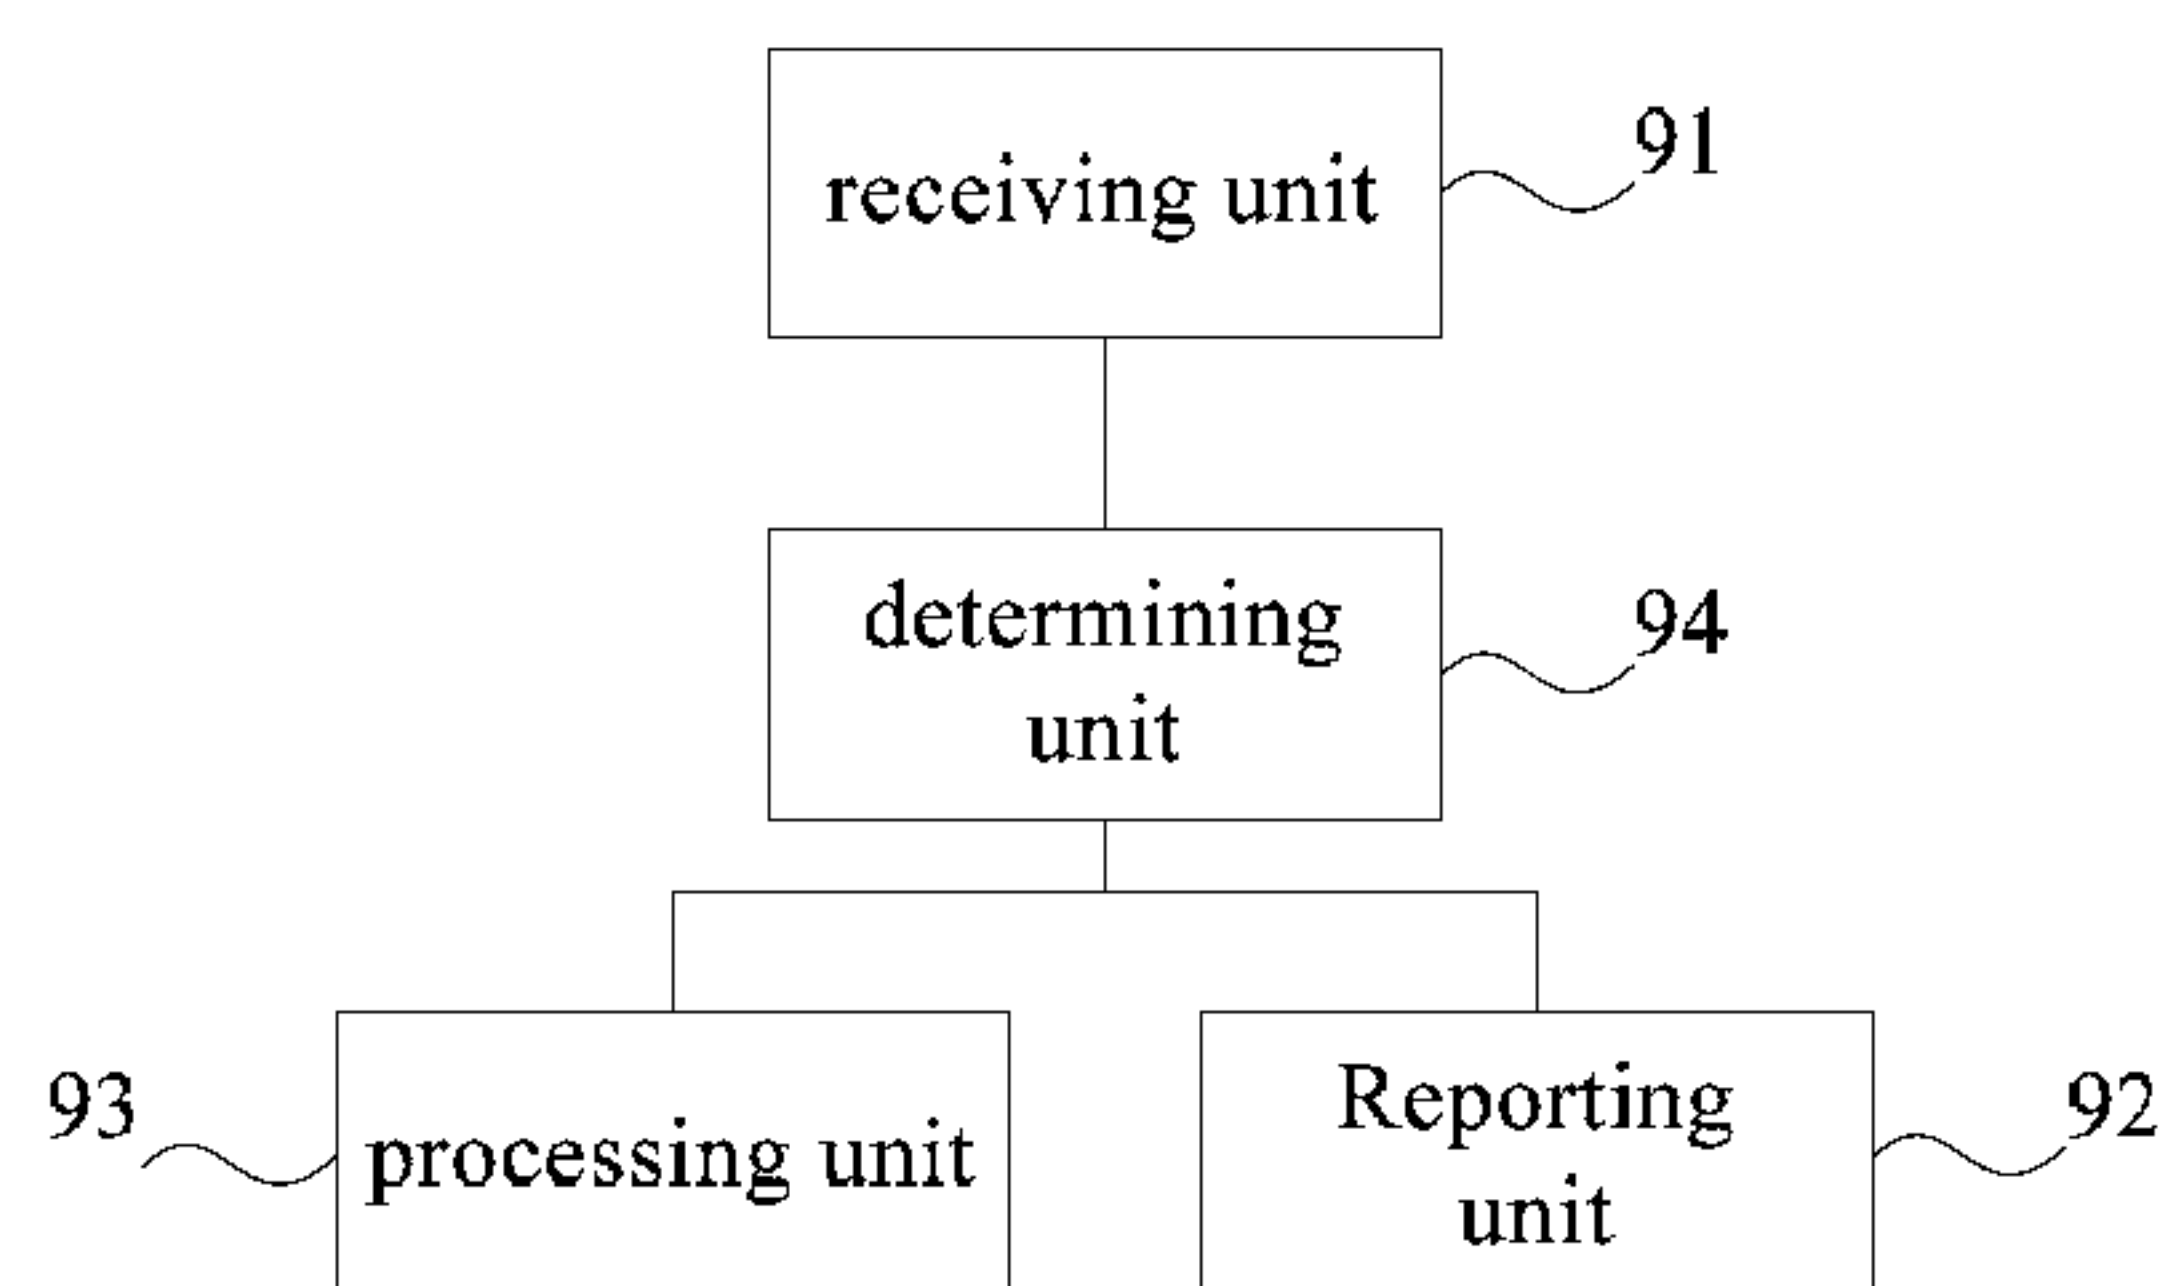 receiving unit
91
determining
unit
94
93
processing unit
Reporting
unit
92